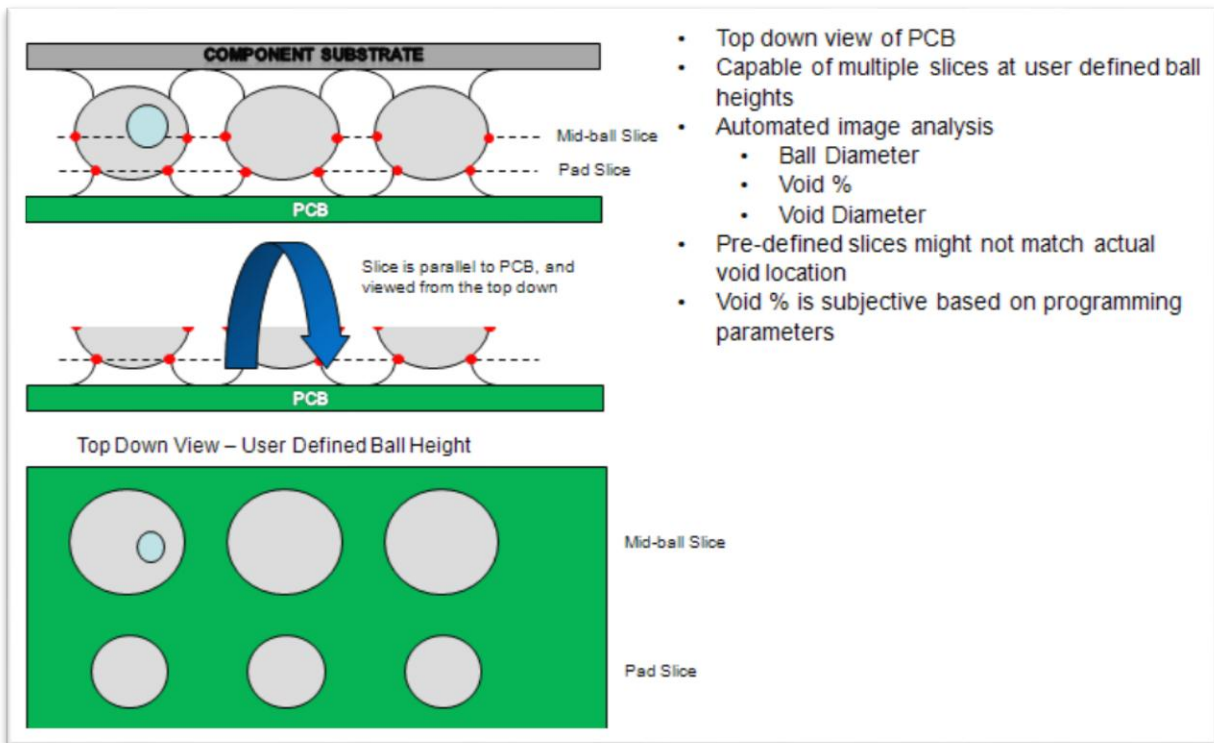 COMPONENT SUBSTRATE
Mid-ball Slice
Pad Slice
PCB
Slice is parallel to PCB, and
viewed from the top down
PCB
Top Down View – User Defined Ball Height
Mid-ball Slice
Pad Slice
• Top down view of PCB
• Capable of multiple slices at user defined ball
heights
• Automated image analysis
• Ball Diameter
• Void %
• Void Diameter
• Pre-defined slices might not match actual
void location
• Void % is subjective based on programming
parameters